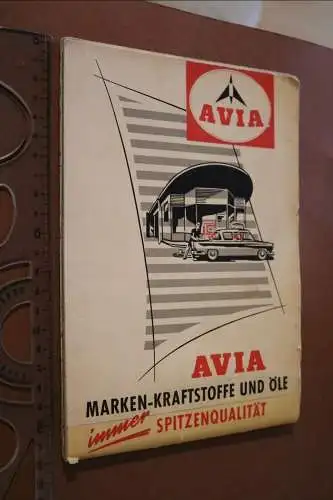 AVIA
AVIA
MARKEN-KRAFTSTOFFE UND ÖLE
immer SPITZENQUALITÄT